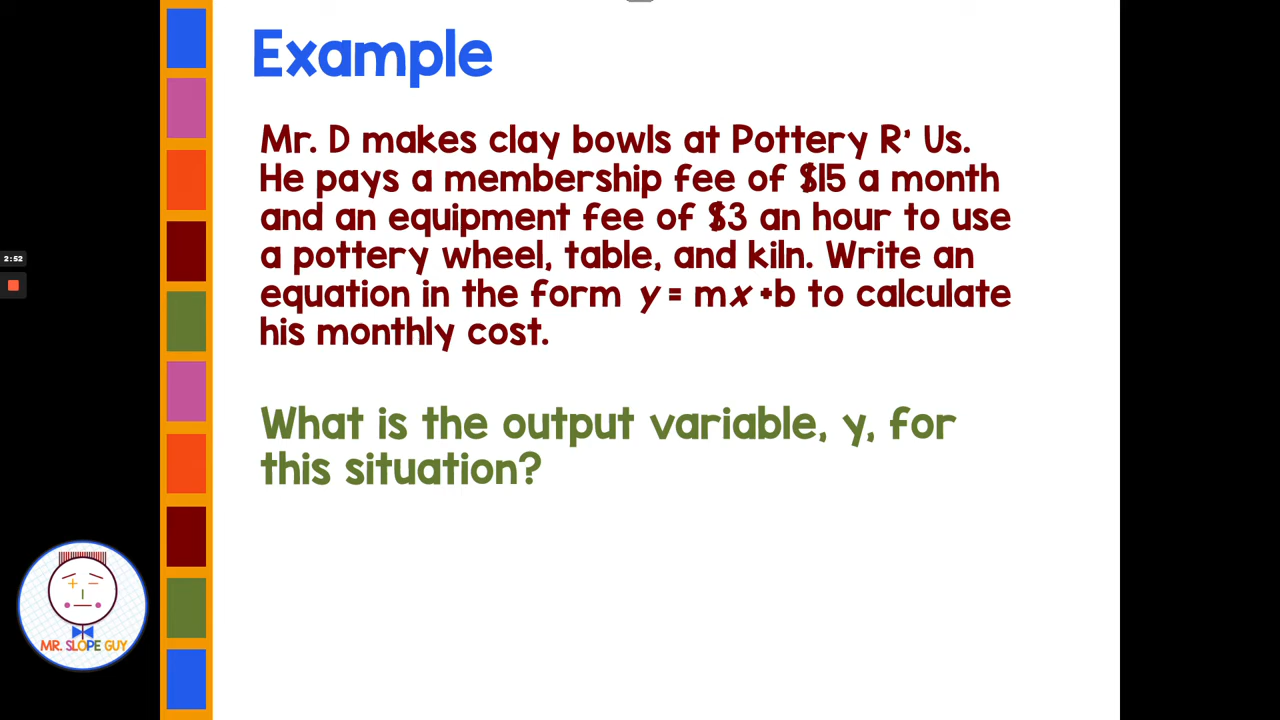 Example
Mr. D makes clay bowls at Pottery R' Us.
He pays a membership fee of $15 a month
and an equipment fee of $3 an hour to use
a pottery wheel, table, and kiln. Write an
equation in the form y = mx +b to calculate
his monthly cost.
What is the output variable, y, for
this situation?
2:52
MR. SLOPE GUY